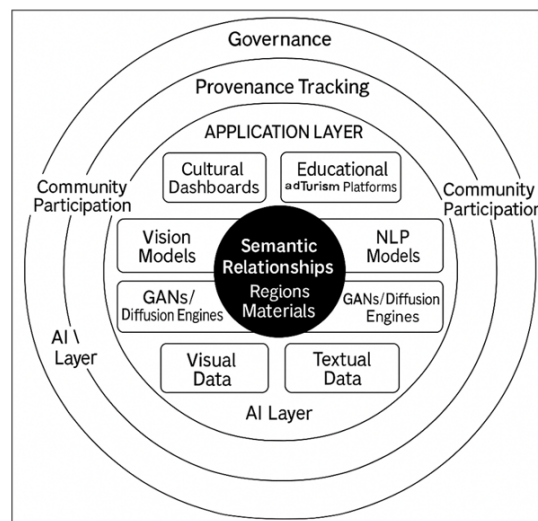 Governance
Provenance Tracking
APPLICATION LAYER
Cultural
Dashboards
Educational
adTurism Platforms
Community
Participation
Community
Participation
Vision
Models
Semantic
Relationships
Regions
Materials
NLP
Models
GANs/
Diffusion Engines
GANs/Diffusion
Engines
AI \
Layer
Visual
Data
Textual
Data
AI Layer